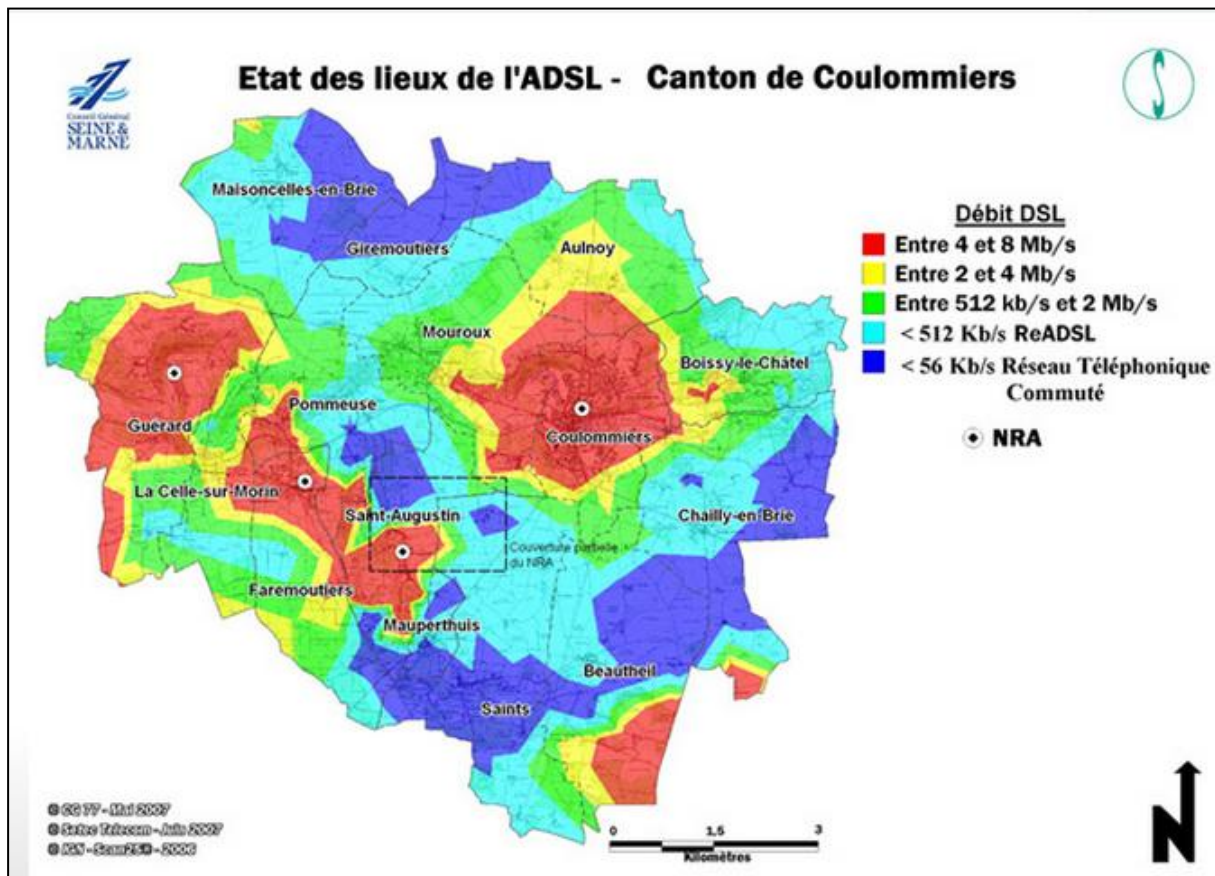 Conseil Général
SEINE &
MARNE
Etat des lieux de l'ADSL - Canton de Coulommiers
Maisoncelles-en-Brie
Giremoutiers
Aulnoy
Mouroux
Boissy-le-Châtel
Pommeuse
Guérard
Coulommiers
La Celle-sur-Morin
Saint-Augustin
Chailly-en-Brie
Couverture partielle
du NRA
Faremoutiers
Mauperthuis
Beautheil
Saints
Débit DSL
Entre 4 et 8 Mb/s
Entre 2 et 4 Mb/s
Entre 512 kb/s et 2 Mb/s
< 512 Kb/s ReADSL
< 56 Kb/s Réseau Téléphonique
Commuté
NRA
© CG 77 - Mai 2007
© Setec Telecom - Juin 2007
© IGN - Scan25® - 2006
0 1,5 3
Kilomètres
N